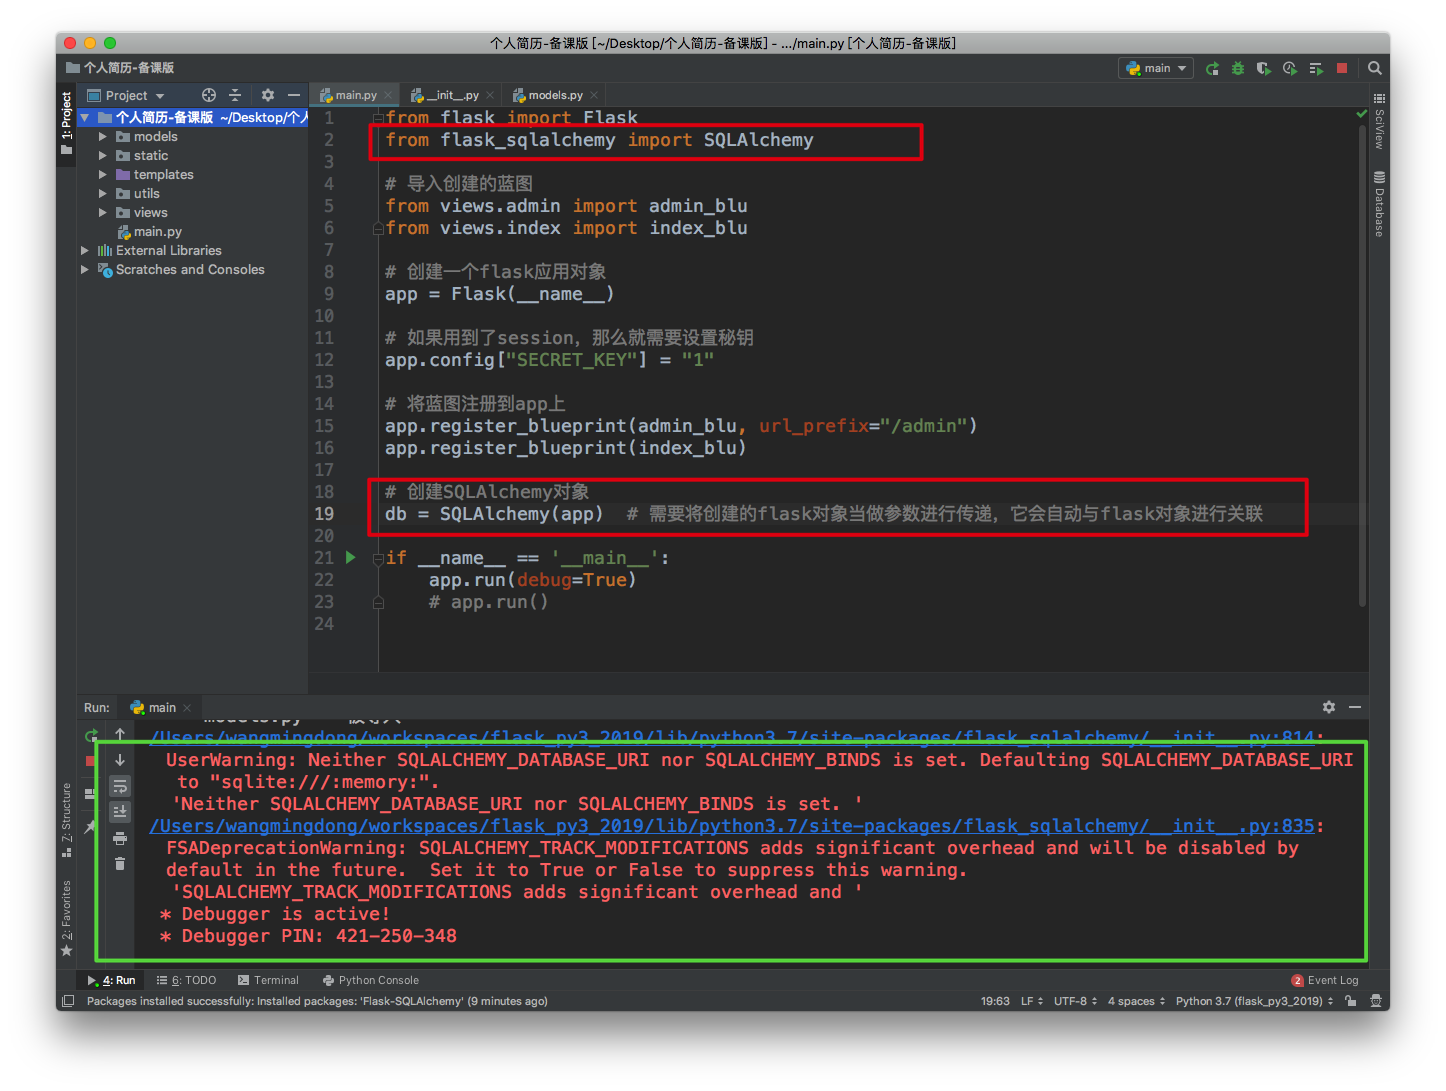 个人简历-备课版 [~/Desktop/个人简历-备课版] - .../main.py [个人简历-备课版]
个人简历-备课版
main
1: Project
Project
main.py
__init__.py
models.py
SciView
Database
个人简历-备课版 ~/Desktop/个人
models
static
templates
utils
views
main.py
External Libraries
Scratches and Consoles
1 from flask import Flask
2 from flask_sqlalchemy import SQLAlchemy
3
4 # 导入创建的蓝图
5 from views.admin import admin_blu
6 from views.index import index_blu
7
8 # 创建一个flask应用对象
9 app = Flask(__name__)
10
11 # 如果用到了session，那么就需要设置秘钥
12 app.config["SECRET_KEY"] = "1"
13
14 # 将蓝图注册到app上
15 app.register_blueprint(admin_blu, url_prefix="/admin")
16 app.register_blueprint(index_blu)
17
18 # 创建SQLAlchemy对象
19 db = SQLAlchemy(app)  # 需要将创建的flask对象当做参数进行传递，它会自动与flask对象进行关联
20
21 if __name__ == '__main__':
22     app.run(debug=True)
23     # app.run()
24
Run:
main
/Users/wangmingdong/workspaces/flask_py3_2019/lib/python3.7/site-packages/flask_sqlalchemy/__init__.py:814:
UserWarning: Neither SQLALCHEMY_DATABASE_URI nor SQLALCHEMY_BINDS is set. Defaulting SQLALCHEMY_DATABASE_URI
to "sqlite:///:memory:".
'Neither SQLALCHEMY_DATABASE_URI nor SQLALCHEMY_BINDS is set. '
/Users/wangmingdong/workspaces/flask_py3_2019/lib/python3.7/site-packages/flask_sqlalchemy/__init__.py:835:
FSADeprecationWarning: SQLALCHEMY_TRACK_MODIFICATIONS adds significant overhead and will be disabled by
default in the future.  Set it to True or False to suppress this warning.
'SQLALCHEMY_TRACK_MODIFICATIONS adds significant overhead and '
* Debugger is active!
* Debugger PIN: 421-250-348
Z: Structure
2: Favorites
4: Run
6: TODO
Terminal
Python Console
2 Event Log
Packages installed successfully: Installed packages: 'Flask-SQLAlchemy' (9 minutes ago)
19:63 LF UTF-8 4 spaces Python 3.7 (flask_py3_2019)